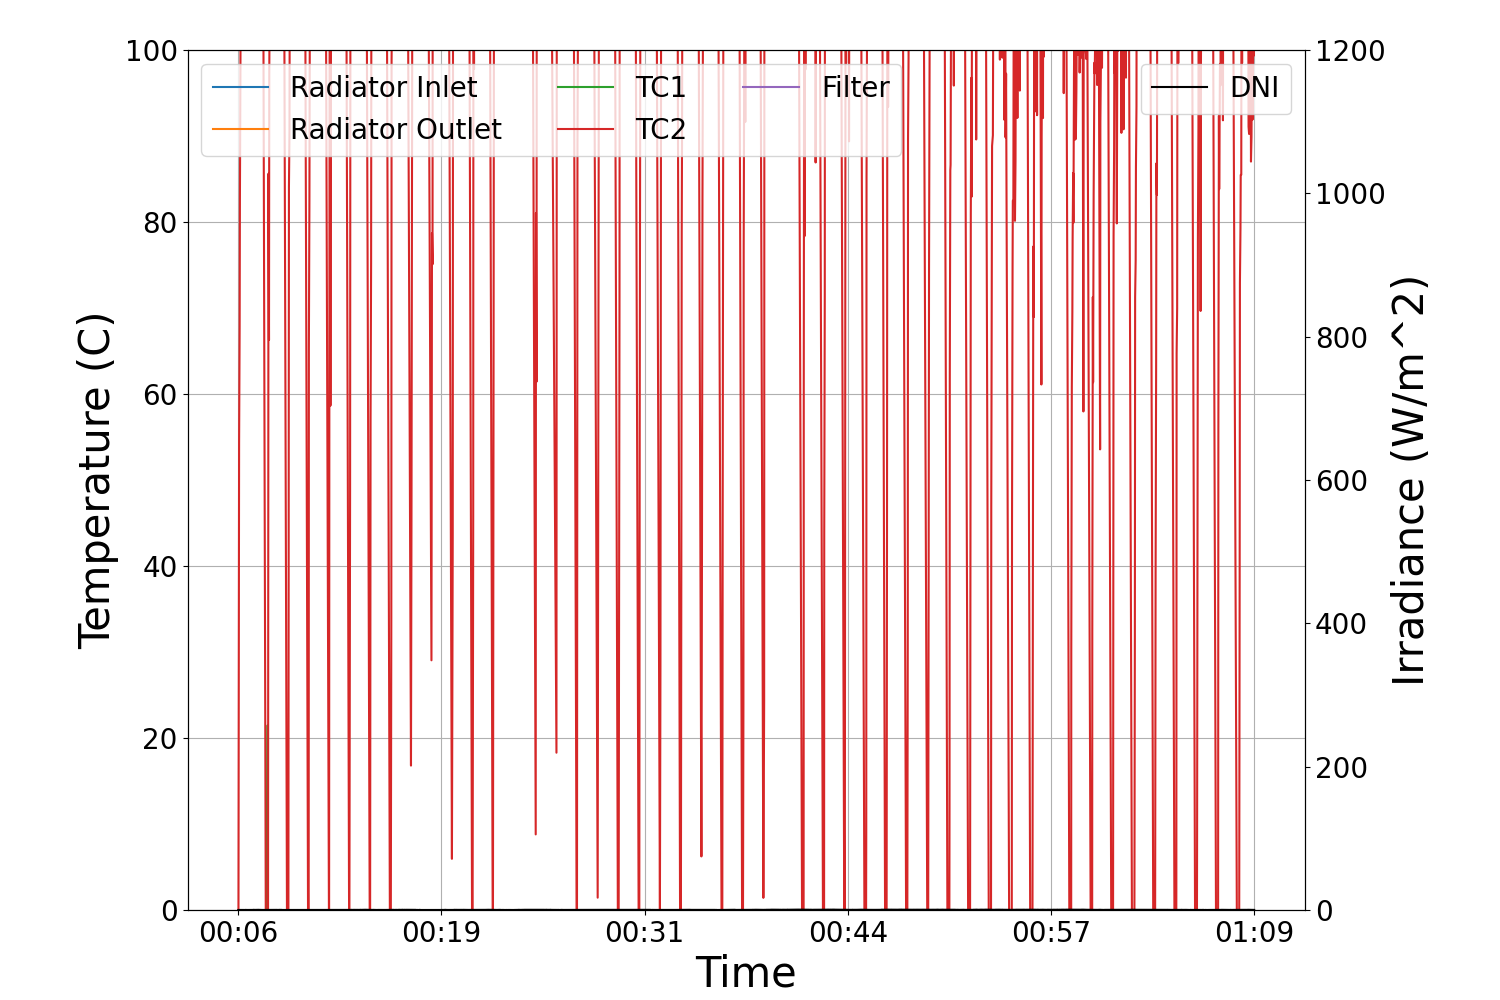 100
80
60
40
20
0
Temperature (C)
Radiator Inlet
Radiator Outlet
TC1
TC2
Filter
DNI
1200
1000
800
600
400
200
0
Irradiance (W/m^2)
00:06 00:19 00:31 00:44 00:57 01:09
Time